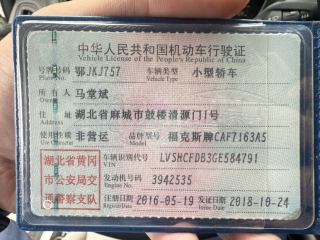 中华人民共和国机动车行驶证
Vehicle License of the People's Republic of China
号牌号码 鄂JKJ757 车辆类型 小型轿车
Vehicle Type
所有人 马堂斌
住址 湖北省麻城市鼓楼清源门1号
Address
使用性质 非营运 品牌型号 福克斯牌CAF7163A5
Use Character Model
湖北省黄冈 车辆识别代号 LVSHCFDB3GE584791
VIN
市公安局交 发动机号码 3942535
Engine No.
通警察支队 注册日期 2016-05-19 发证日期 2018-10-24
Register Date Issue Date